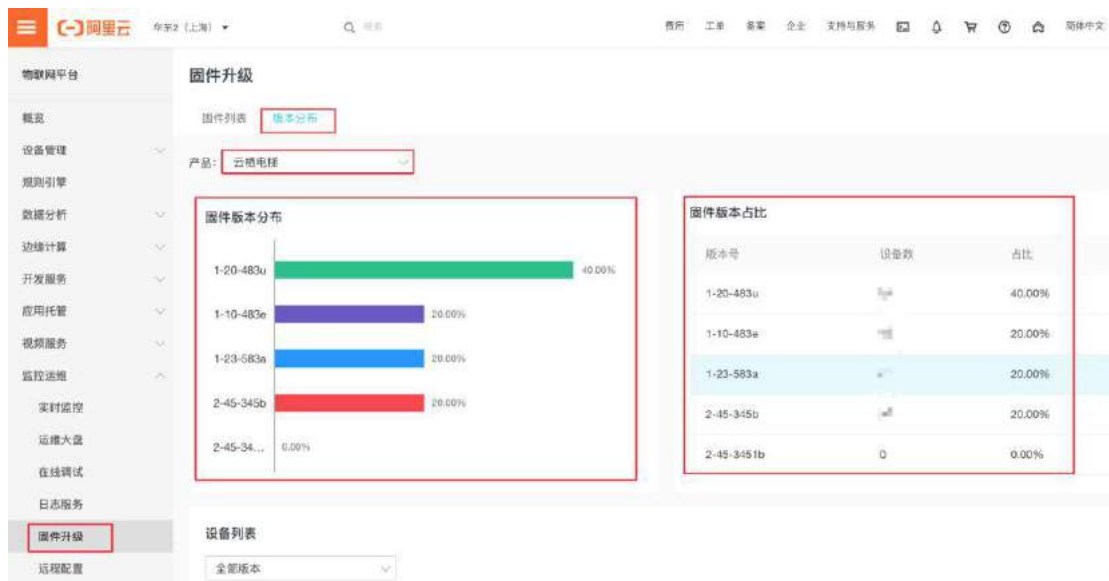 阿里云 华东2（上海） 搜索 费用 工单 备案 企业 支持与服务 简体中文
物联网平台
概览
设备管理
规则引擎
数据分析
边缘计算
开发服务
应用托管
视频服务
监控运维
实时监控
运维大盘
在线调试
日志服务
固件升级
远程配置
固件升级
固件列表 版本分布
产品： 云栖电梯
固件版本分布
1-20-483u 40.00%
1-10-483e 20.00%
1-23-583a 20.00%
2-45-345b 20.00%
2-45-34... 0.00%
固件版本占比
版本号 设备数 占比
1-20-483u 40.00%
1-10-483e 20.00%
1-23-583a 20.00%
2-45-345b 20.00%
2-45-3451b 0 0.00%
设备列表
全部版本